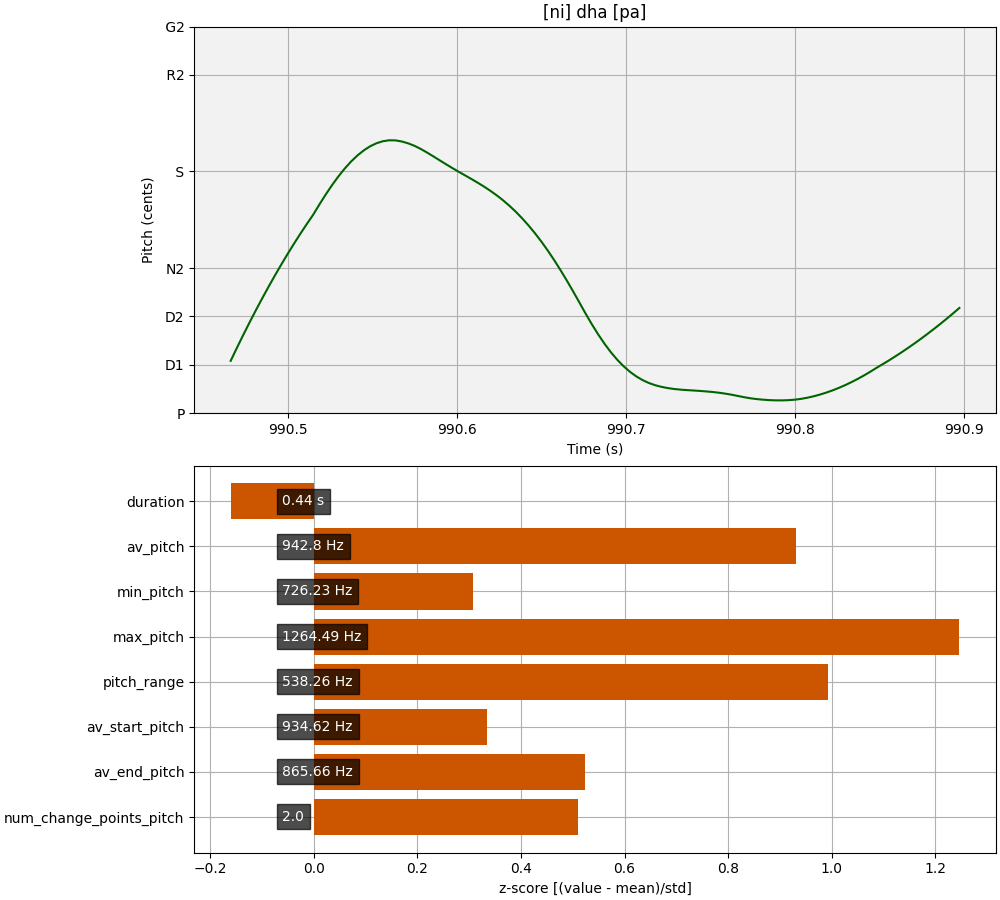 [ni] dha [pa]
G2
R2
S
N2
D2
D1
P
Pitch (cents)
990.5 990.6 990.7 990.8 990.9
Time (s)
duration 0.44 s
av_pitch 942.8 Hz
min_pitch 726.23 Hz
max_pitch 1264.49 Hz
pitch_range 538.26 Hz
av_start_pitch 934.62 Hz
av_end_pitch 865.66 Hz
num_change_points_pitch 2.0
−0.2 0.0 0.2 0.4 0.6 0.8 1.0 1.2
z-score [(value - mean)/std]